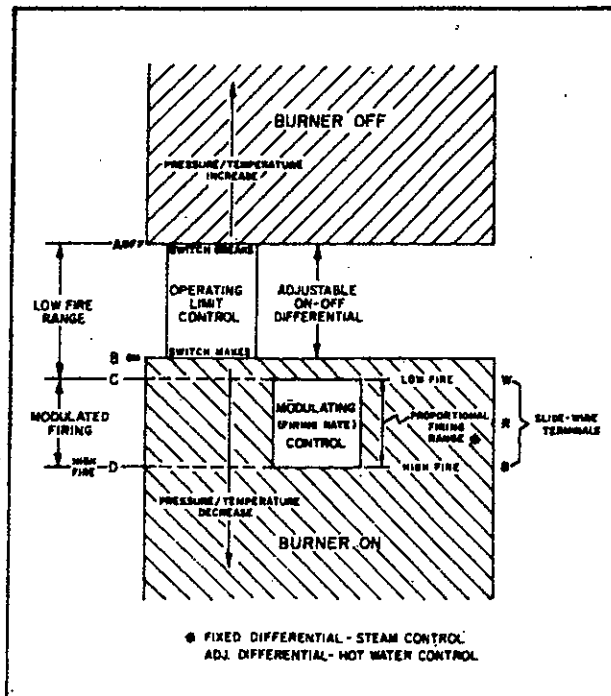 BURNER OFF
PRESSURE/TEMPERATURE
INCREASE
A OFF
SWITCH BREAKS
LOW FIRE
RANGE
OPERATING
LIMIT
CONTROL
ADJUSTABLE
ON-OFF
DIFFERENTIAL
B ON
SWITCH MAKES
C
LOW FIRE
W
MODULATED
FIRING
MODULATING
(FIRING RATE)
CONTROL
PROPORTIONAL
FIRING
RANGE *
R
SLIDE-WIRE
TERMINALS
HIGH
FIRE
D
HIGH FIRE
B
PRESSURE/TEMPERATURE
DECREASE
BURNER ON
* FIXED DIFFERENTIAL - STEAM CONTROL
ADJ. DIFFERENTIAL - HOT WATER CONTROL